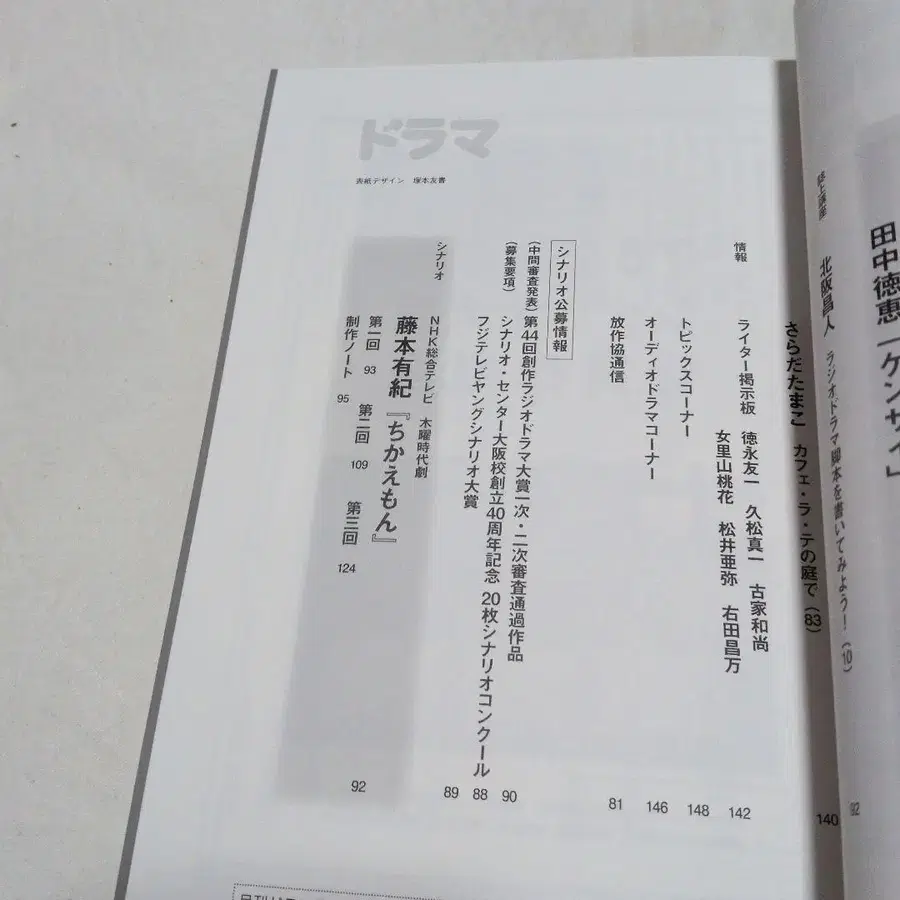 ドラマ
表紙デザイン 塚本友書
田中徳恵「ケンサイ」
誌上講座 北阪昌人 ラジオドラマ脚本を書いてみよう！（10） 92
さらだたまこ カフェ・ラ・テの庭で（83） 140
情報
ライター掲示板 徳永友一 久松真一 古家和尚
女里山桃花 松井亜弥 右田昌万 142
トピックスコーナー 148
オーディオドラマコーナー 146
放作協通信 81
シナリオ公募情報
（中間審査発表）第44回創作ラジオドラマ大賞一次・二次審査通過作品 90
（募集要項）シナリオ・センター大阪校創立40周年記念 20枚シナリオコンクール 88
フジテレビヤングシナリオ大賞 89
シナリオ
NHK総合テレビ 木曜時代劇
藤本有紀『ちかえもん』 92
第一回 93 第二回 109 第三回 124
制作ノート 95